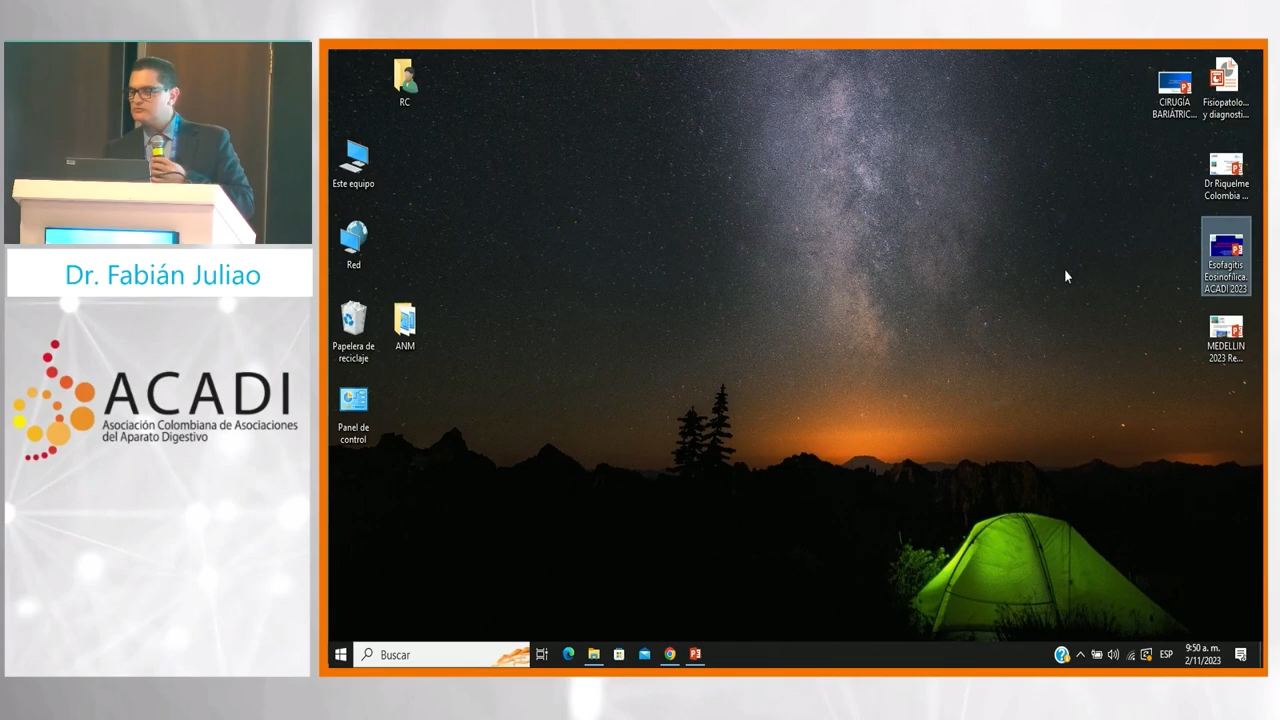 Dr. Fabián Juliao
ACADI
Asociación Colombiana de Asociaciones
del Aparato Digestivo
RC
Este equipo
Red
Papelera de
reciclaje
ANM
Panel de
control
CIRUGÍA
BARIÁTRIC...
Fisiopatolo...
y diagnosti...
Dr Riquelme
Colombia ...
Esofagitis
Eosinofílica.
ACADI 2023
MEDELLIN
2023 Re...
Buscar
ESP
9:50 a. m.
2/11/2023